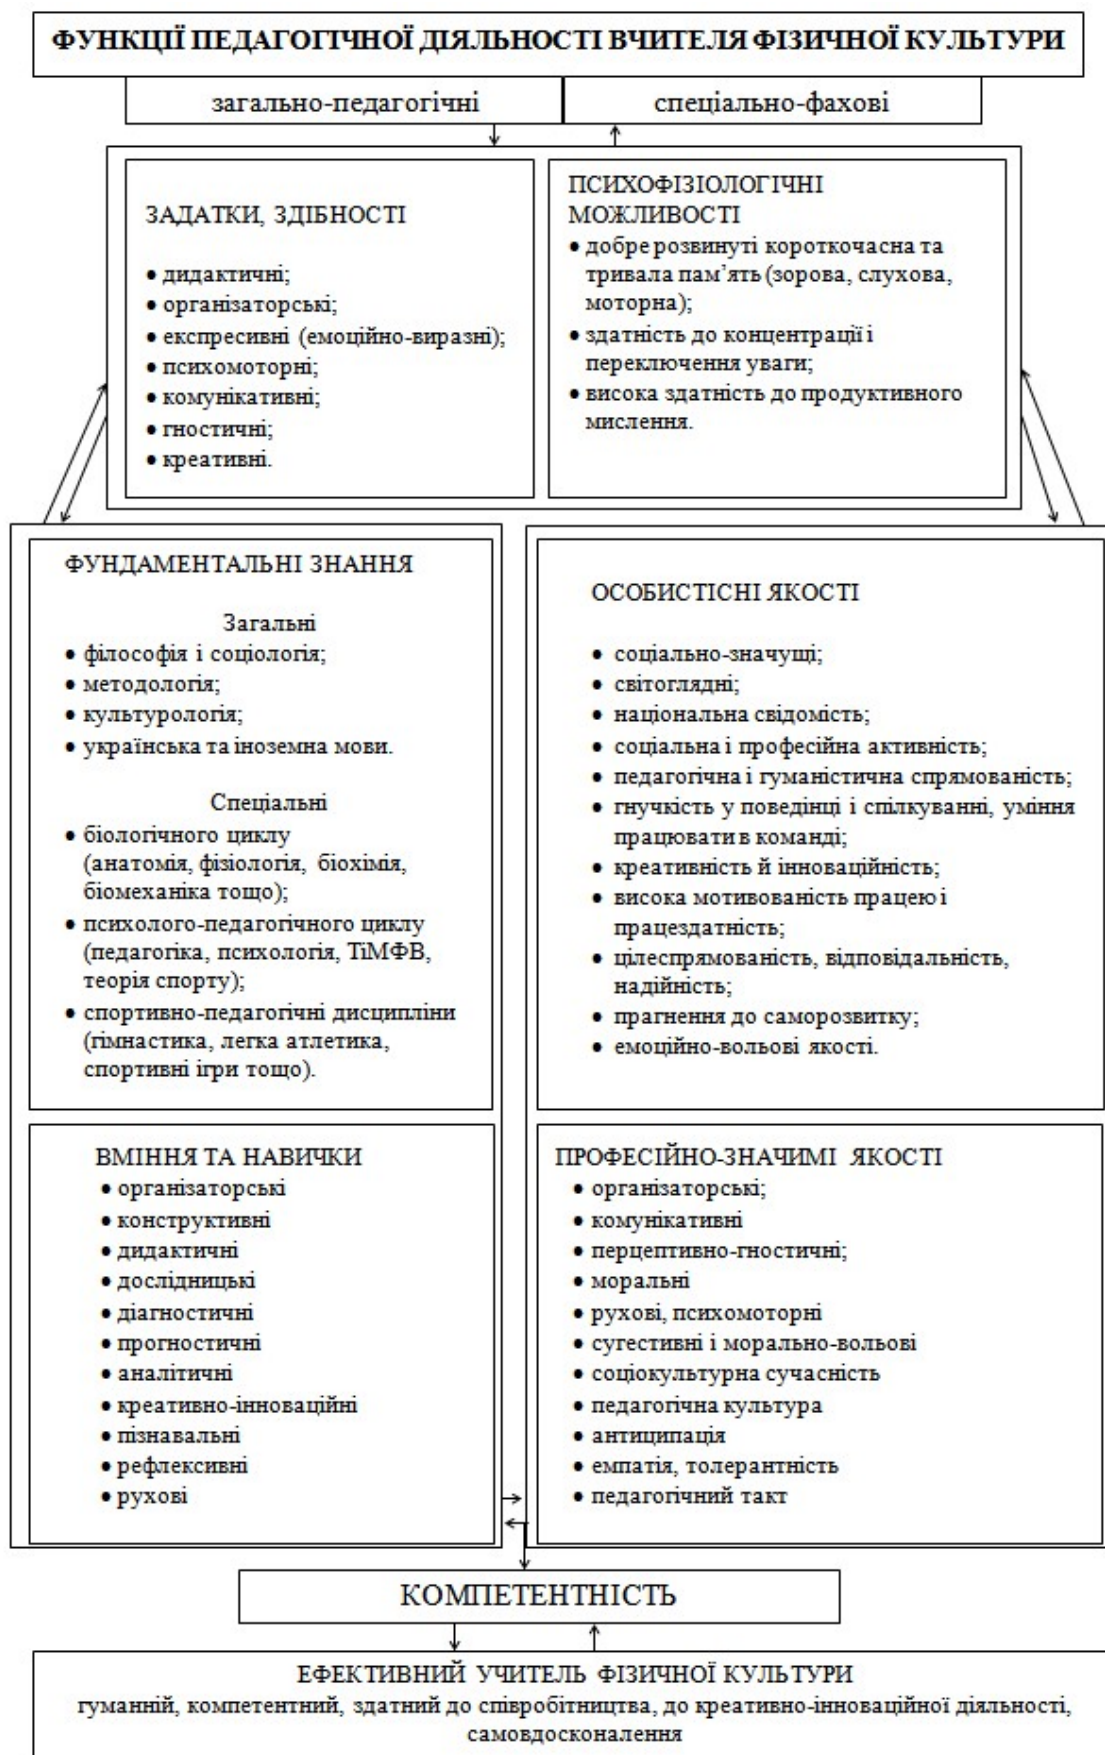 ФУНКЦІЇ ПЕДАГОГІЧНОЇ ДІЯЛЬНОСТІ ВЧИТЕЛЯ ФІЗИЧНОЇ КУЛЬТУРИ
загально-педагогічні
спеціально-фахові
ЗАДАТКИ, ЗДІБНОСТІ
• дидактичні;
• організаторські;
• експресивні (емоційно-виразні);
• психомоторні;
• комунікативні;
• гностичні;
• креативні.
ПСИХОФІЗІОЛОГІЧНІ
МОЖЛИВОСТІ
• добре розвинуті короткочасна та
тривала пам’ять (зорова, слухова,
моторна);
• здатність до концентрації і
переключення уваги;
• висока здатність до продуктивного
мислення.
ФУНДАМЕНТАЛЬНІ ЗНАННЯ
Загальні
• філософія і соціологія;
• методологія;
• культурологія;
• українська та іноземна мови.
Спеціальні
• біологічного циклу
(анатомія, фізіологія, біохімія,
біомеханіка тощо);
• психолого-педагогічного циклу
(педагогіка, психологія, ТіМФВ,
теорія спорту);
• спортивно-педагогічні дисципліни
(гімнастика, легка атлетика,
спортивні ігри тощо).
ОСОБИСТІСНІ ЯКОСТІ
• соціально-значущі;
• світоглядні;
• національна свідомість;
• соціальна і професійна активність;
• педагогічна і гуманістична спрямованість;
• гнучкість у поведінці і спілкуванні, уміння
працювати в команді;
• креативність й інноваційність;
• висока мотивованість працею і
працездатність;
• цілеспрямованість, відповідальність,
надійність;
• прагнення до саморозвитку;
• емоційно-вольові якості.
ВМІННЯ ТА НАВИЧКИ
• організаторські
• конструктивні
• дидактичні
• дослідницькі
• діагностичні
• прогностичні
• аналітичні
• креативно-інноваційні
• пізнавальні
• рефлексивні
• рухові
ПРОФЕСІЙНО-ЗНАЧИМІ ЯКОСТІ
• організаторські;
• комунікативні
• перцептивно-гностичні;
• моральні
• рухові, психомоторні
• сугестивні і морально-вольові
• соціокультурна сучасність
• педагогічна культура
• антиципація
• емпатія, толерантність
• педагогічний такт
КОМПЕТЕНТНІСТЬ
ЕФЕКТИВНИЙ УЧИТЕЛЬ ФІЗИЧНОЇ КУЛЬТУРИ
гуманній, компетентний, здатний до співробітництва, до креативно-інноваційної діяльності,
самовдосконалення